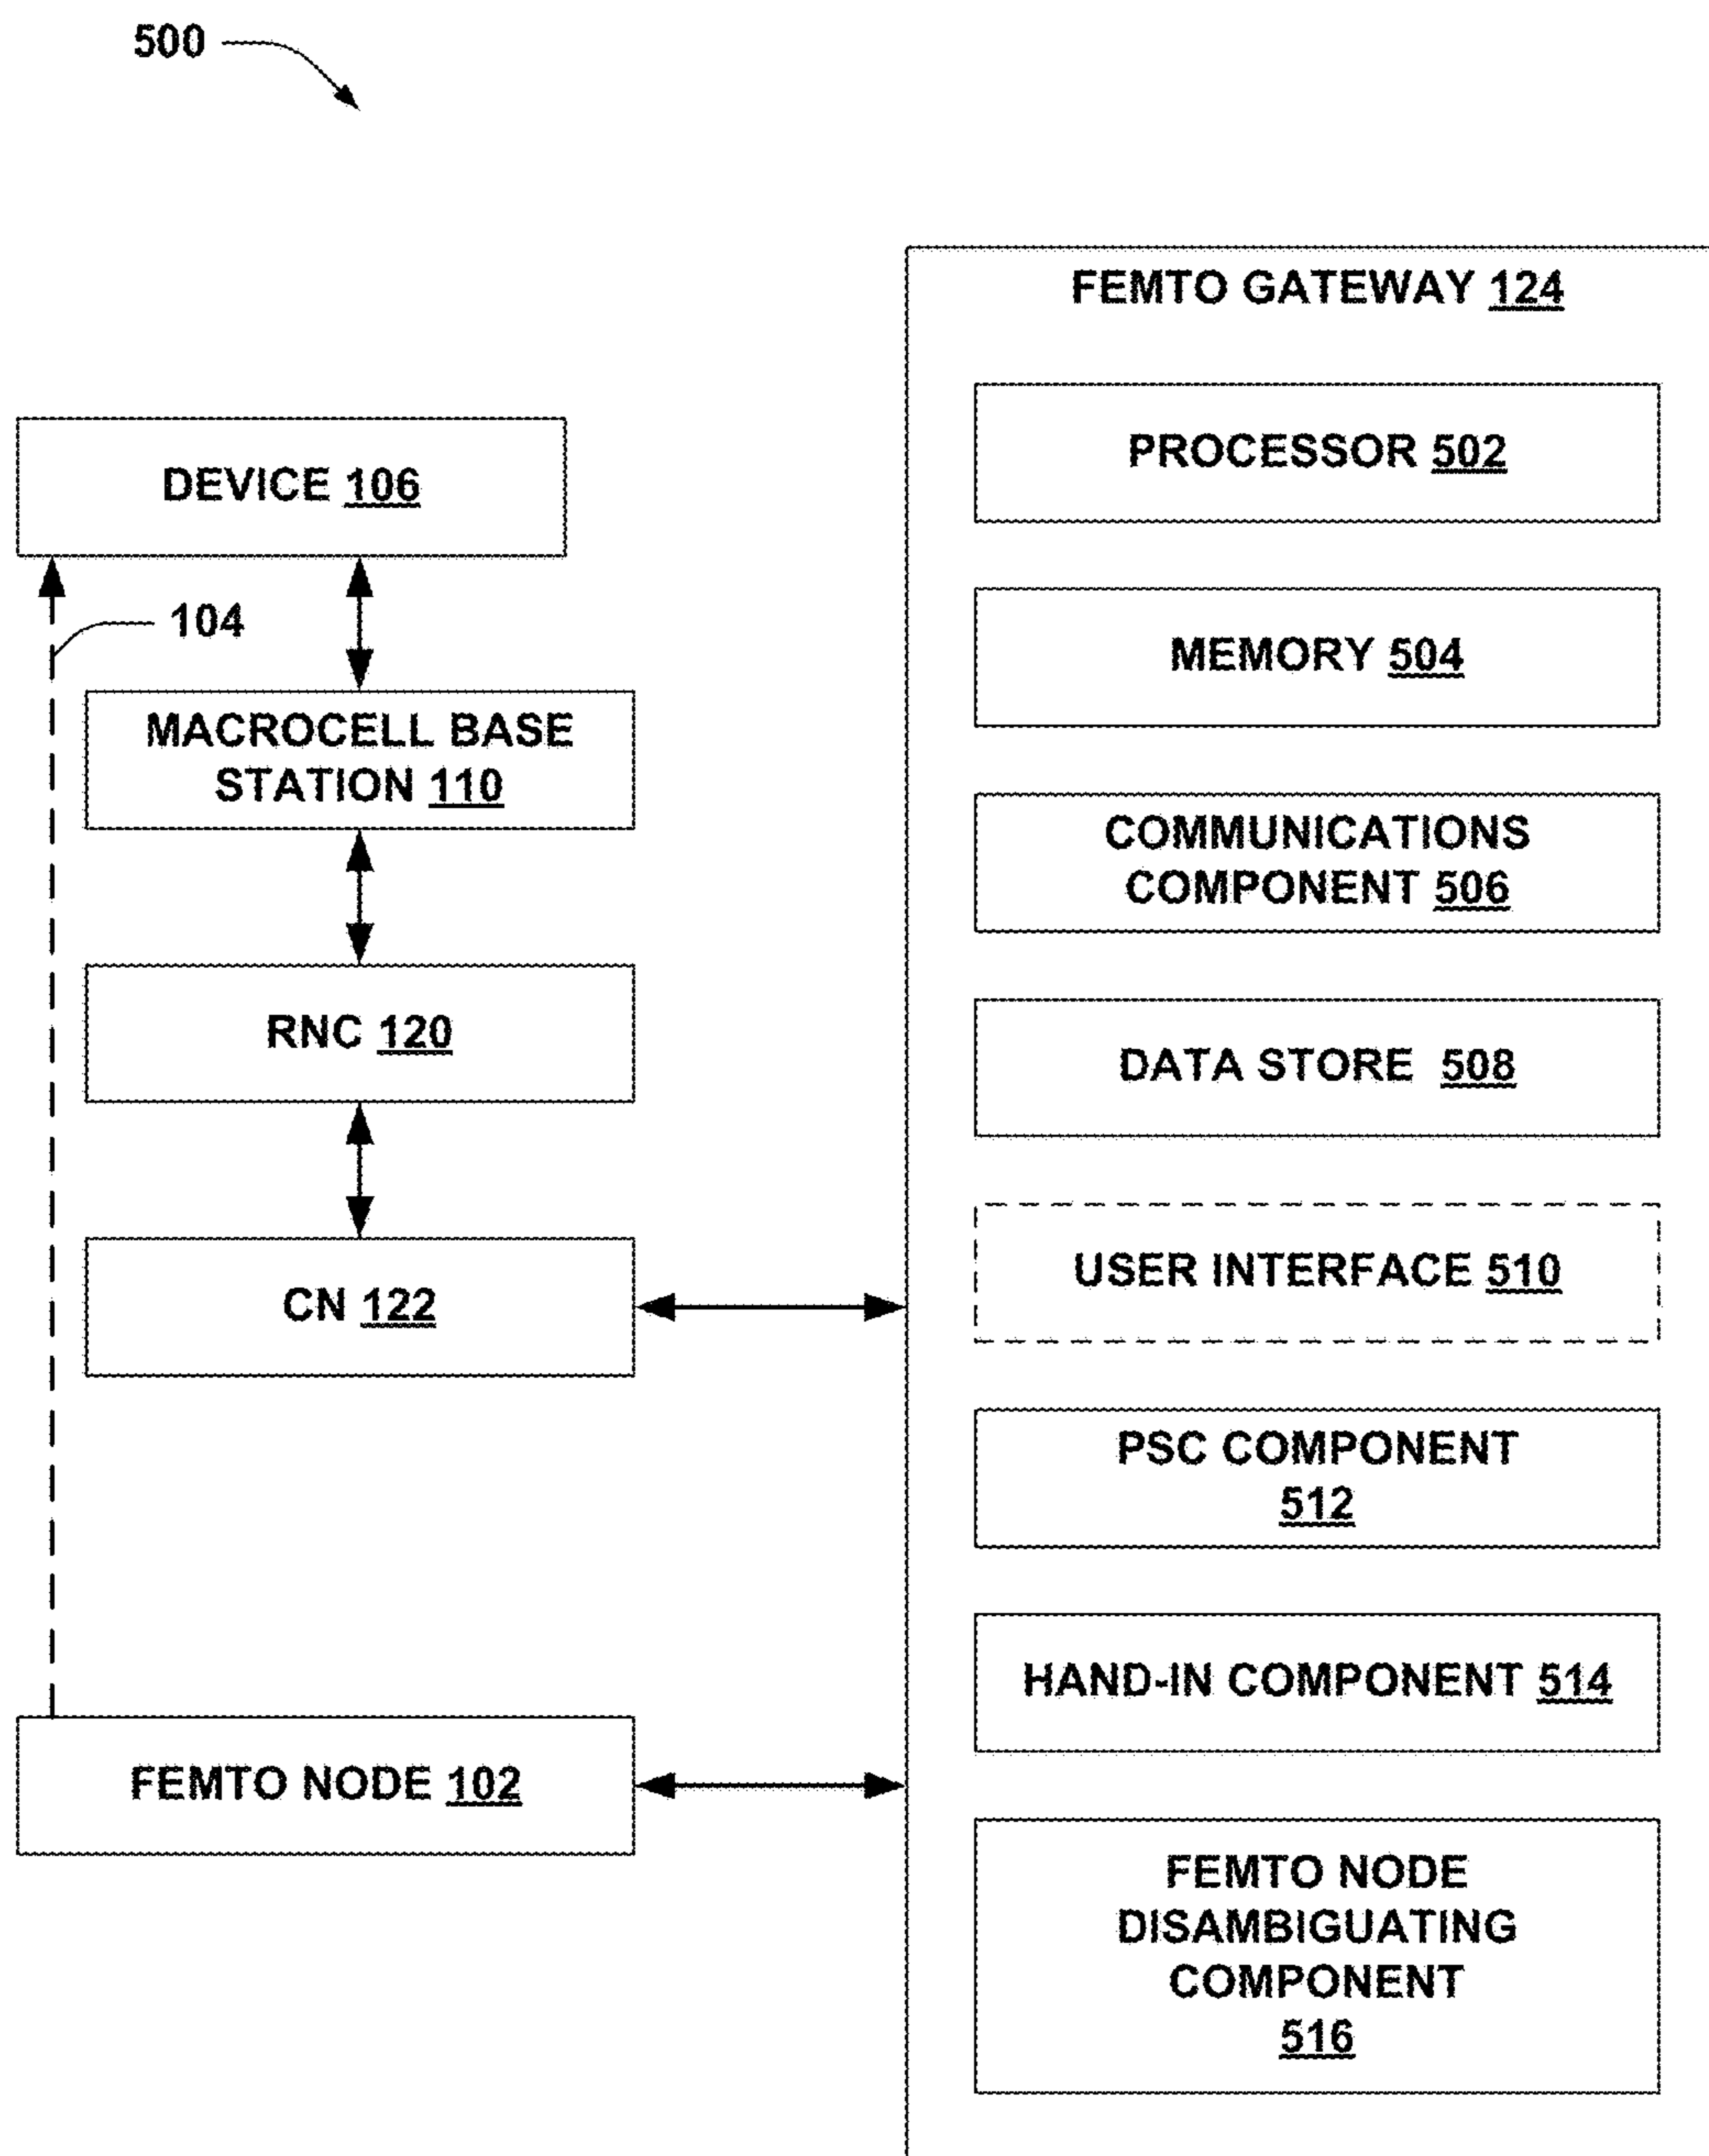 500
FEMTO GATEWAY 124
PROCESSOR 502
DEVICE 106
104
MEMORY 504
MACROCELL BASE
STATION 110
COMMUNICATIONS
COMPONENT 506
RNC 120
DATA STORE 508
CN 122
USER INTERFACE 510
PSC COMPONENT
512
HAND-IN COMPONENT 514
FEMTO NODE 102
FEMTO NODE
DISAMBIGUATING
COMPONENT
516